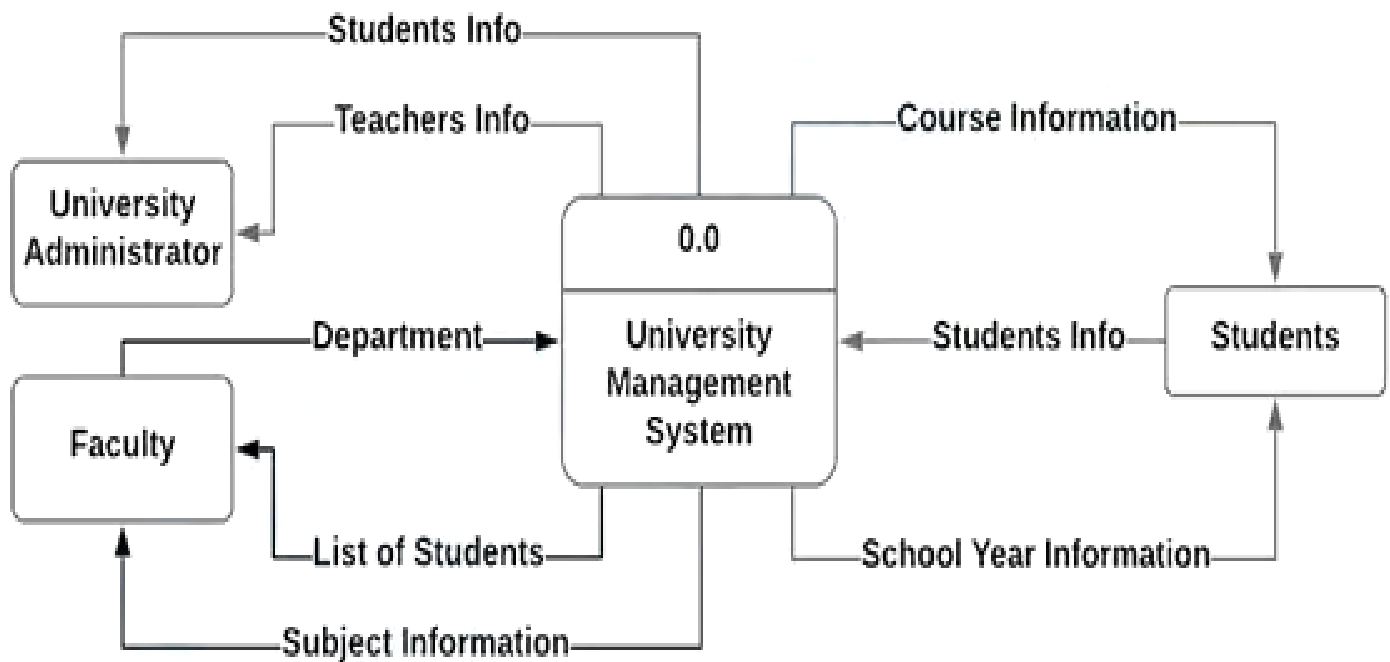 Students Info
Teachers Info
Course Information
University
Administrator
0.0
Department
University
Management
System
Students Info
Students
Faculty
List of Students
School Year Information
Subject Information